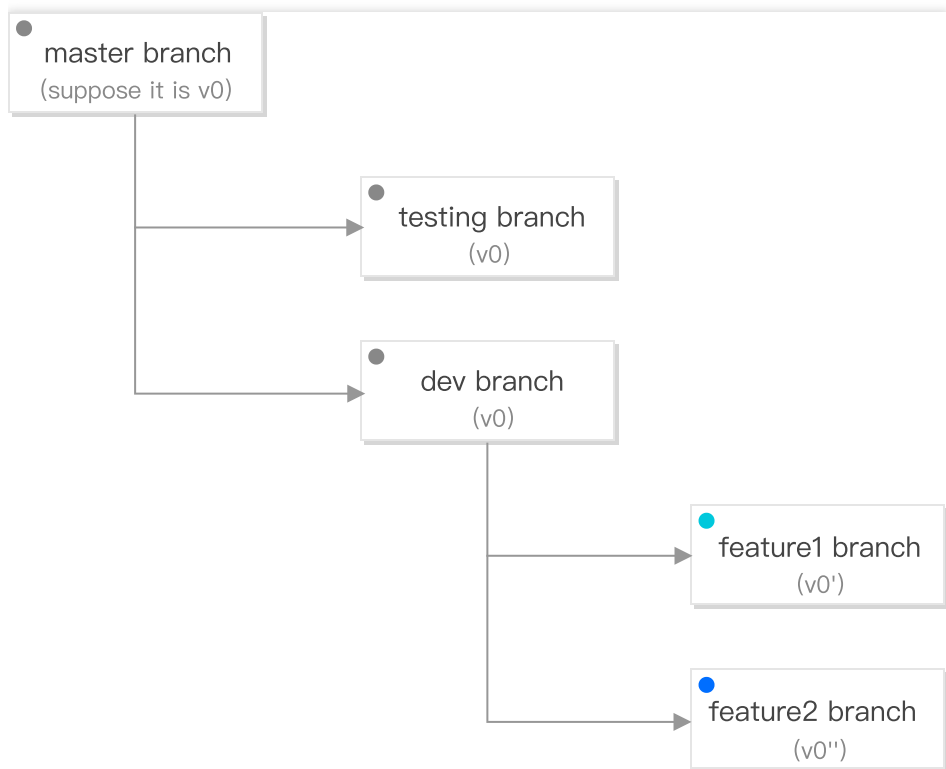 master branch
(suppose it is v0)
testing branch
(v0)
dev branch
(v0)
feature1 branch
(v0')
feature2 branch
(v0'')